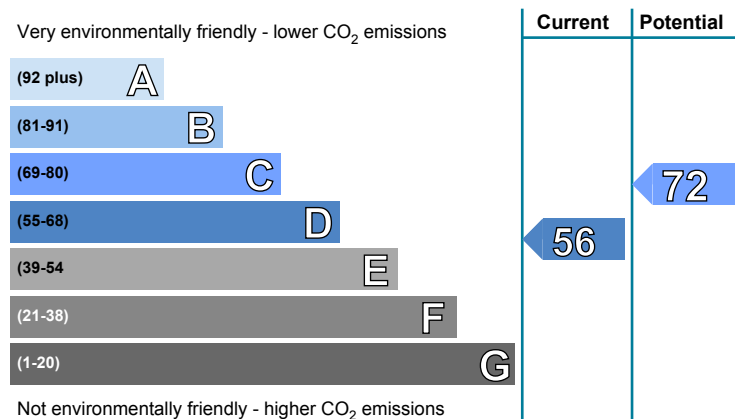 Very environmentally friendly - lower CO2 emissions
Current
Potential
(92 plus) A
(81-91) B
(69-80) C
72
(55-68) D
56
(39-54 E
(21-38) F
(1-20) G
Not environmentally friendly - higher CO2 emissions